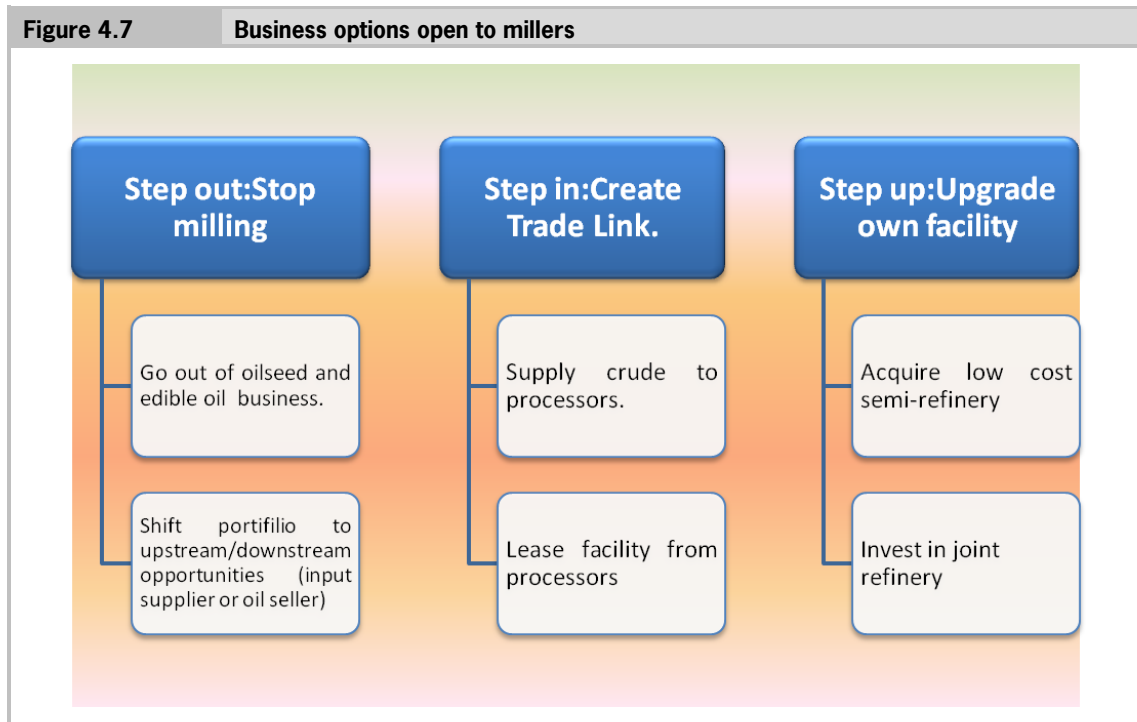 Figure 4.7 Business options open to millers
Step out:Stop
milling
Go out of oilseed and
edible oil business.
Shift portifilio to
upstream/downstream
opportunities (input
supplier or oil seller)
Step in:Create
Trade Link.
Supply crude to
processors.
Lease facility from
processors
Step up:Upgrade
own facility
Acquire low cost
semi-refinery
Invest in joint
refinery